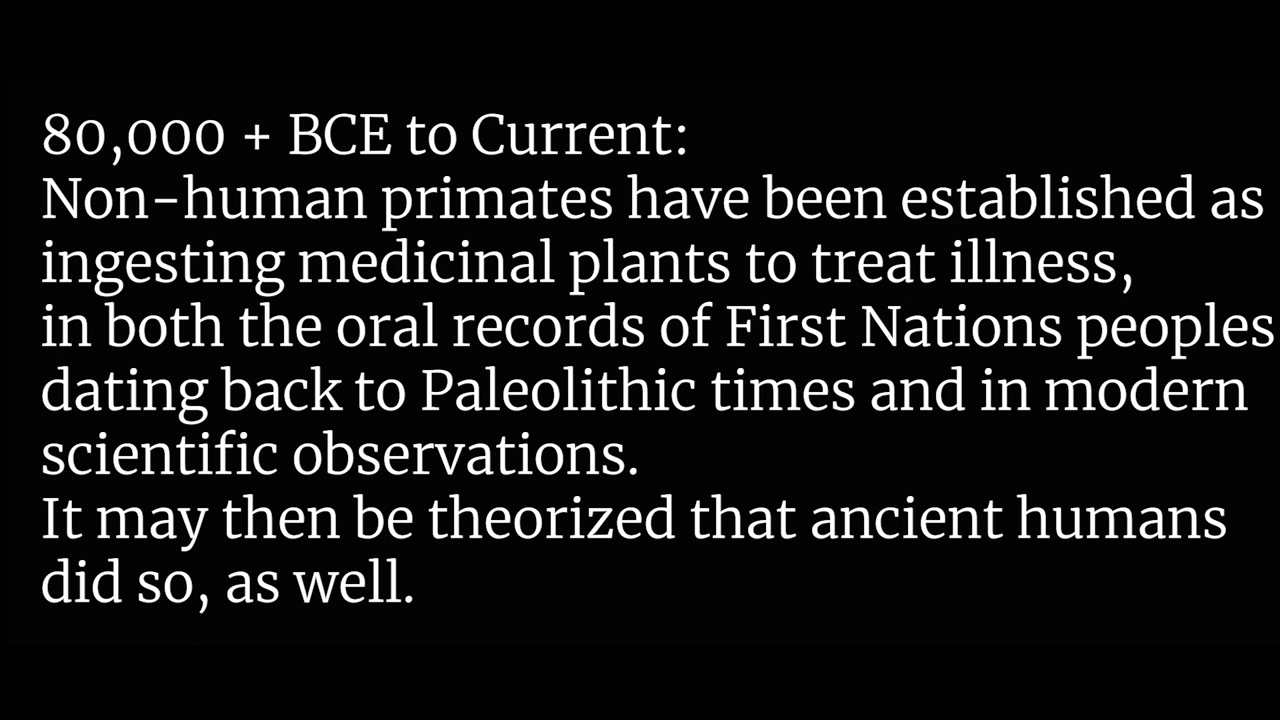 80,000 + BCE to Current:
Non-human primates have been established as
ingesting medicinal plants to treat illness,
in both the oral records of First Nations peoples
dating back to Paleolithic times and in modern
scientific observations.
It may then be theorized that ancient humans
did so, as well.